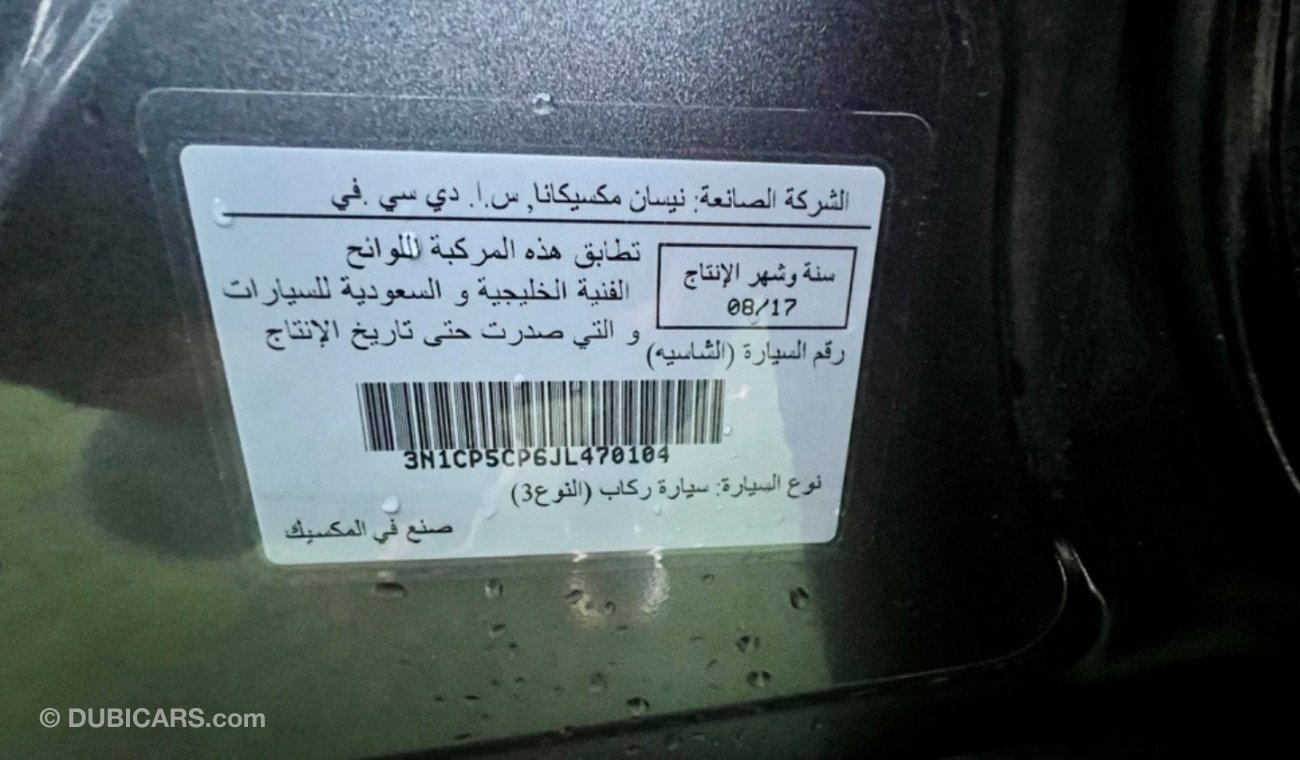 الشركة الصانعة: نيسان مكسيكانا, س.ا. دي سي .في
سنة وشهر الإنتاج
08/17
تطابق هذه المركبة للوائح
الفنية الخليجية و السعودية للسيارات
و التي صدرت حتى تاريخ الإنتاج
رقم السيارة (الشاسيه)
3N1CP5CP6JL470104
نوع السيارة: سيارة ركاب (النوع3)
صنع في المكسيك
© DUBICARS.com